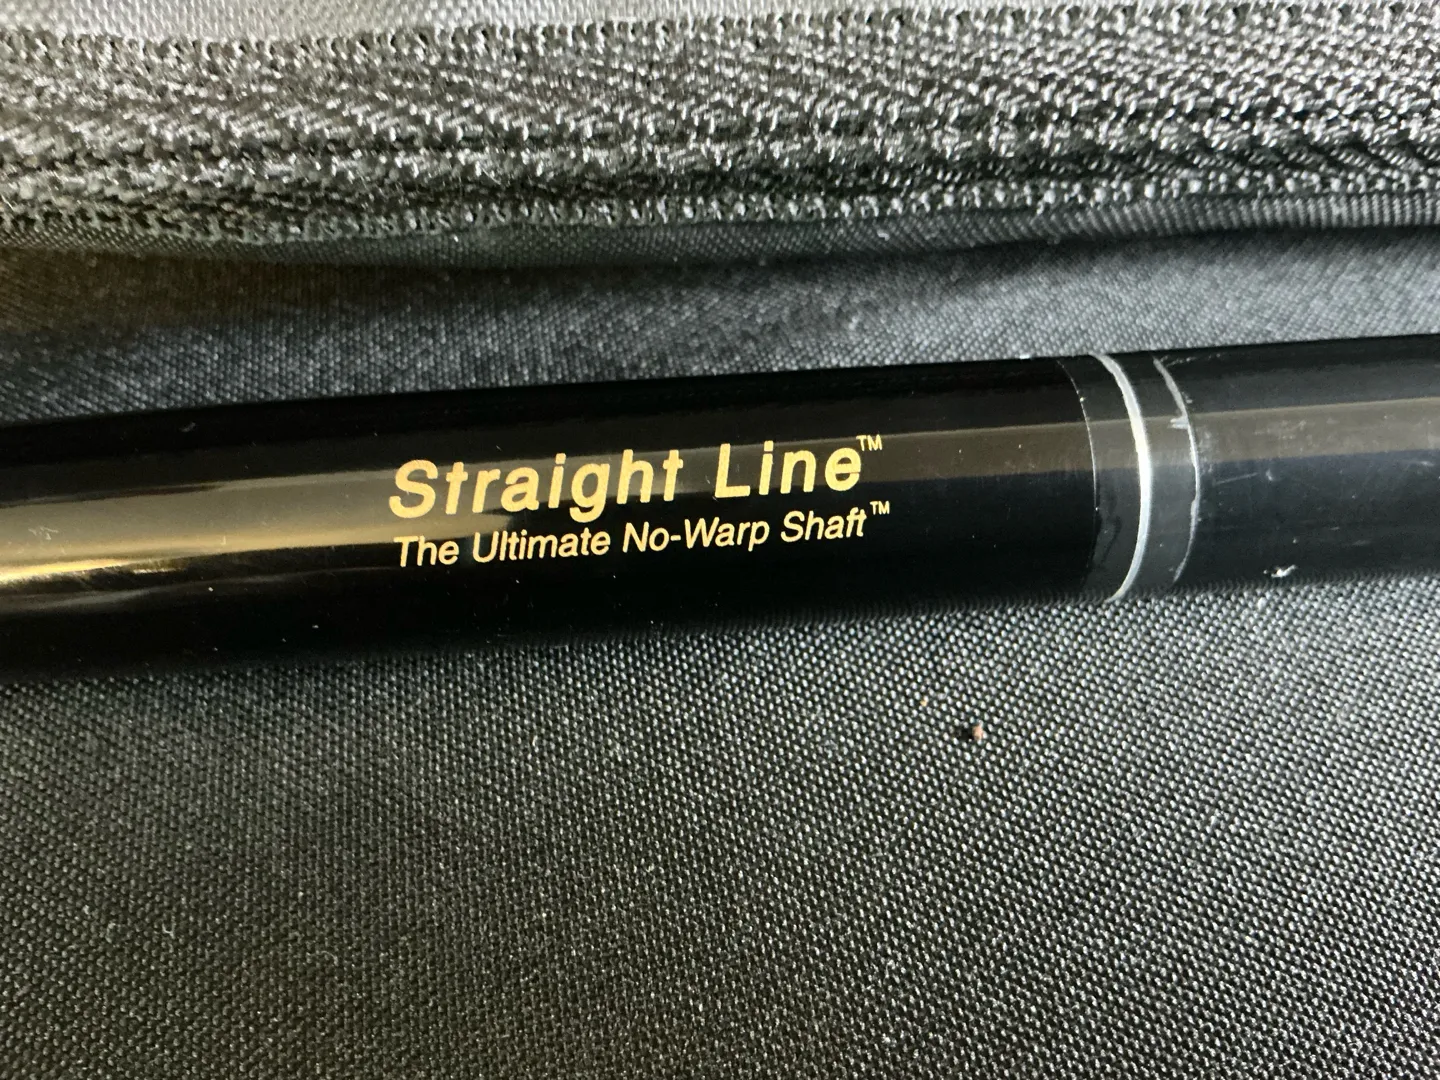 Straight Line™
The Ultimate No-Warp Shaft™